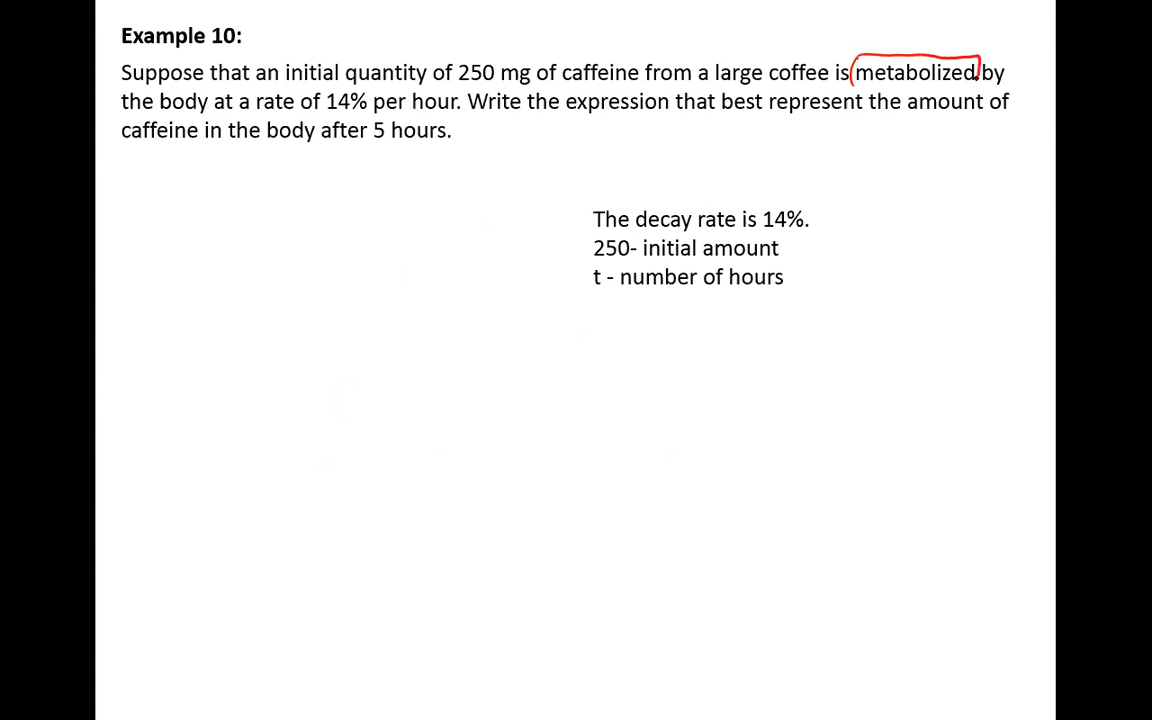 Example 10:
Suppose that an initial quantity of 250 mg of caffeine from a large coffee is metabolized by
the body at a rate of 14% per hour. Write the expression that best represent the amount of
caffeine in the body after 5 hours.
The decay rate is 14%.
250- initial amount
t - number of hours